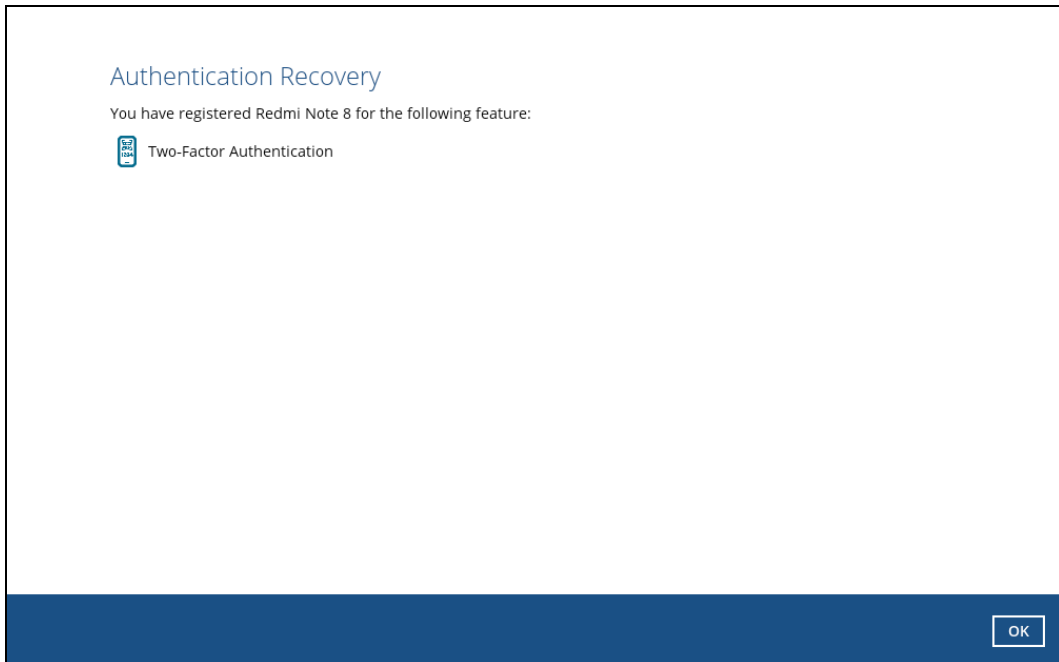 Authentication Recovery
You have registered Redmi Note 8 for the following feature:
Two-Factor Authentication
OK